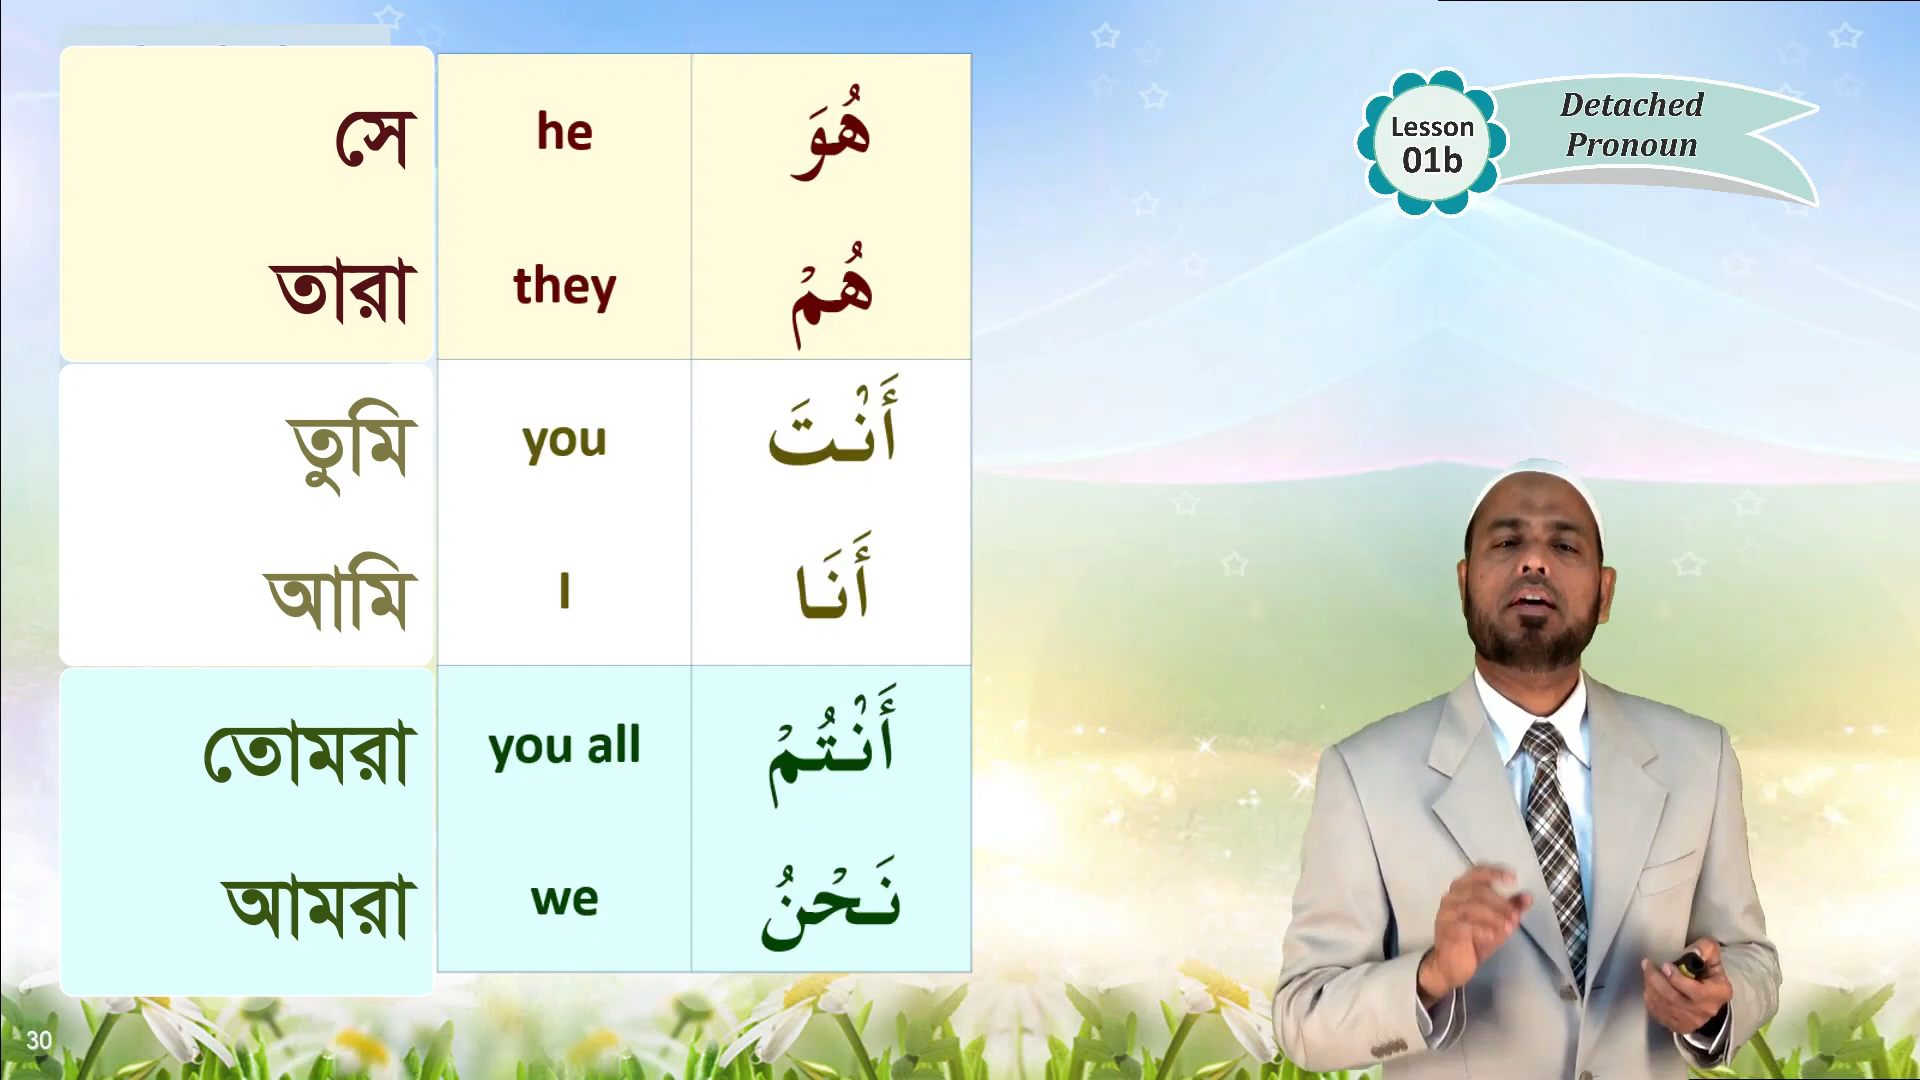 সে he هُوَ
তারা they هُمْ
তুমি you أَنْتَ
আমি I أَنَا
তোমরা you all أَنْتُمْ
আমরা we نَحْنُ
Lesson
01b
Detached
Pronoun
30